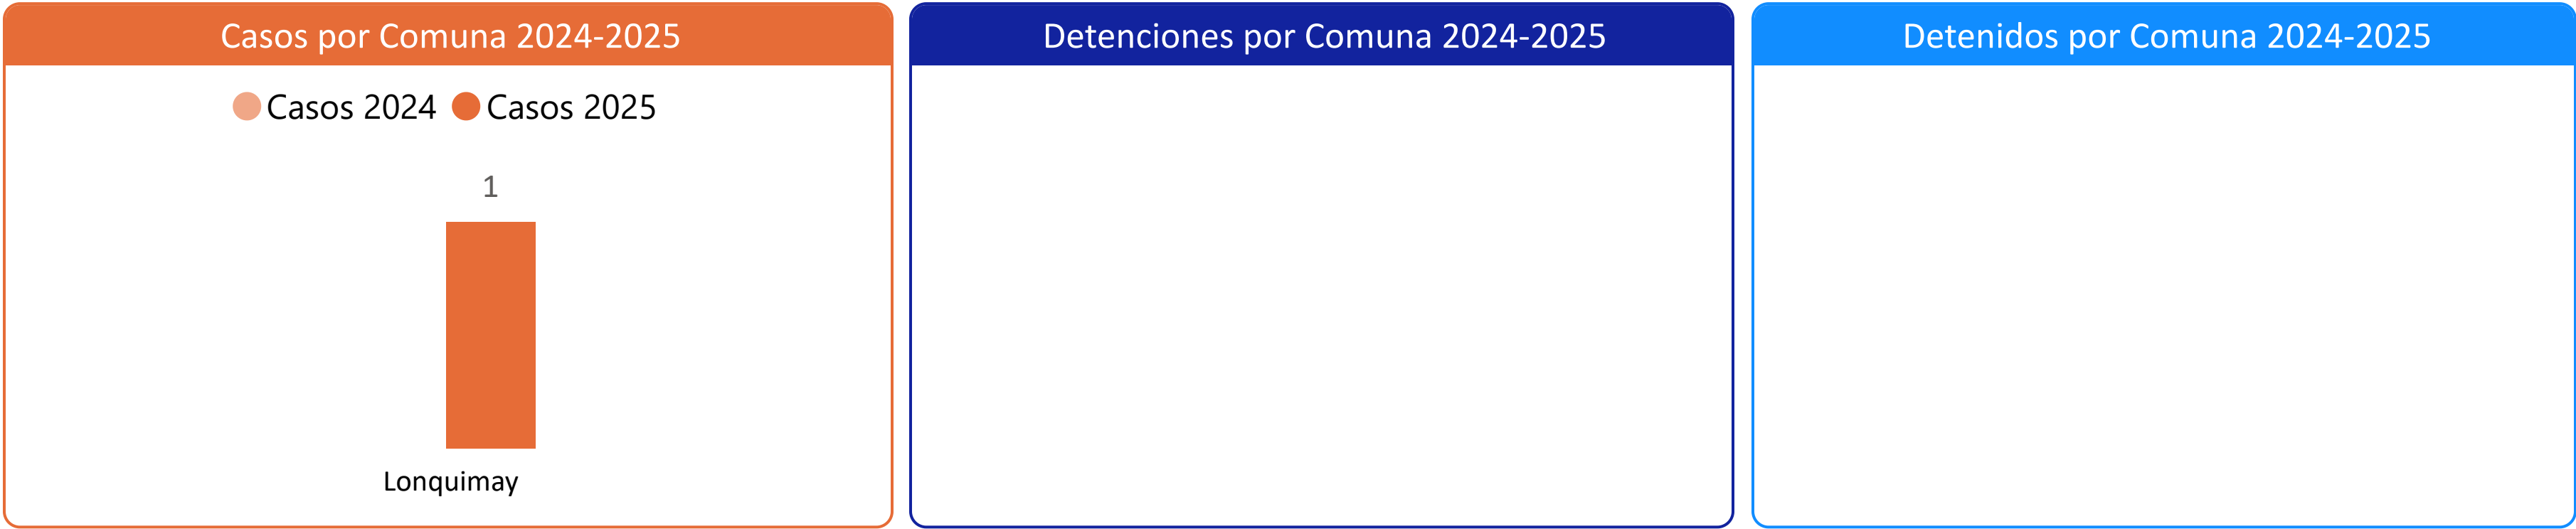 Casos por Comuna 2024-2025
Casos 2024 Casos 2025
1
Lonquimay
Detenciones por Comuna 2024-2025
Detenidos por Comuna 2024-2025